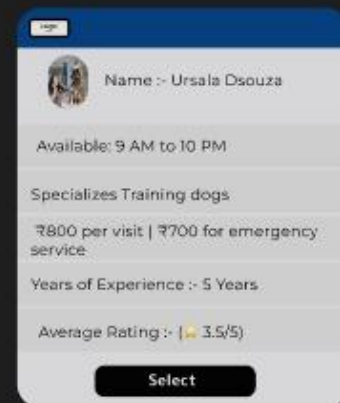 Name :- Ursala Dsouza
Available: 9 AM to 10 PM
Specializes Training dogs
₹800 per visit | ₹700 for emergency
service
Years of Experience :- 5 Years
Average Rating :- (⭐ 3.5/5)
Select